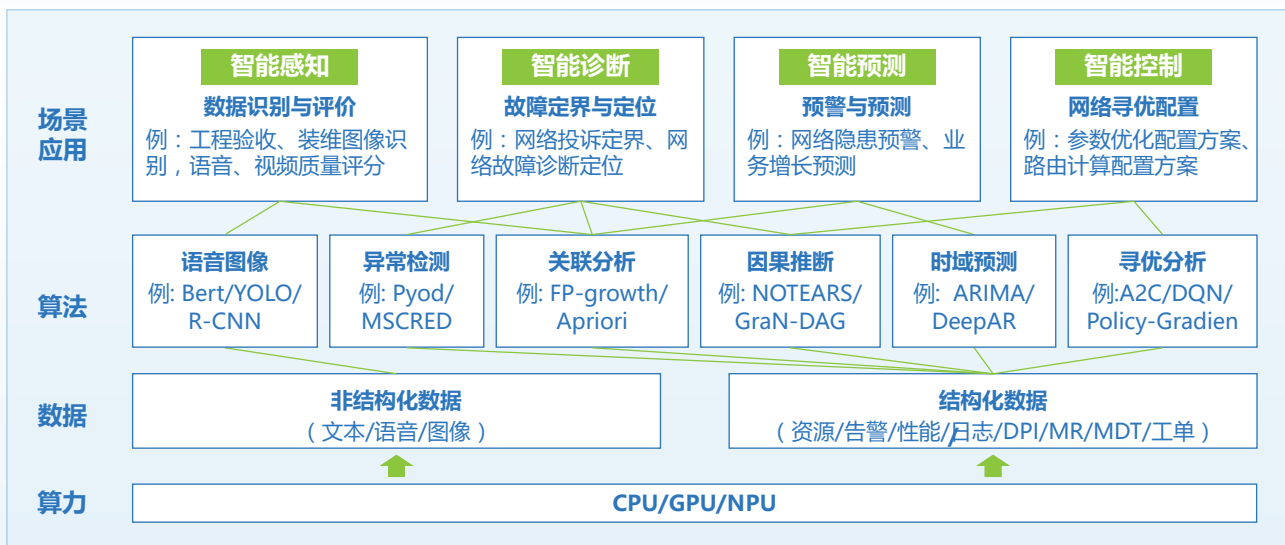 场景
应用
智能感知
数据识别与评价
例：工程验收、装维图像识
别，语音、视频质量评分
智能诊断
故障定界与定位
例：网络投诉定界、网
络故障诊断定位
智能预测
预警与预测
例：网络隐患预警、业
务增长预测
智能控制
网络寻优配置
例：参数优化配置方案、
路由计算配置方案
算法
语音图像
例: Bert/YOLO/
R-CNN
异常检测
例: Pyod/
MSCRED
关联分析
例: FP-growth/
Apriori
因果推断
例: NOTEARS/
GraN-DAG
时域预测
例: ARIMA/
DeepAR
寻优分析
例:A2C/DQN/
Policy-Gradien
数据
非结构化数据
（文本/语音/图像）
结构化数据
（资源/告警/性能/日志/DPI/MR/MDT/工单）
算力
CPU/GPU/NPU